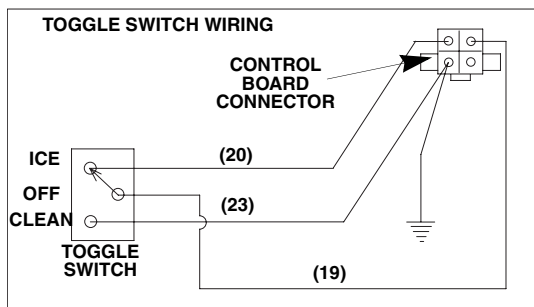 TOGGLE SWITCH WIRING
CONTROL
BOARD
CONNECTOR
ICE
(20)
OFF
(23)
CLEAN
TOGGLE
SWITCH
(19)